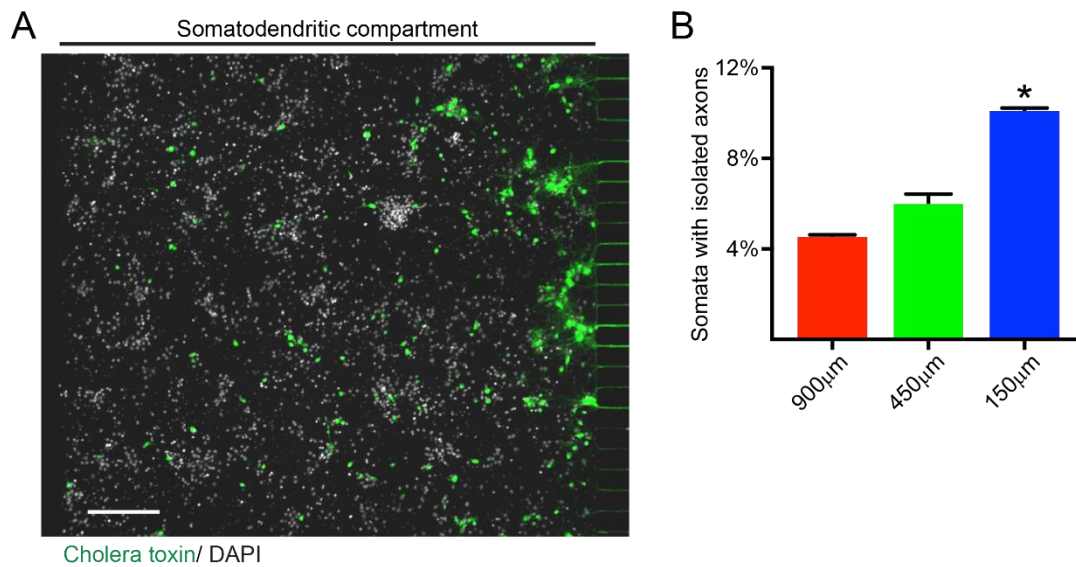 A
Somatodendritic compartment
Cholera toxin/ DAPI
B
Somata with isolated axons
12%
8%
4%
*
900µm
450µm
150µm